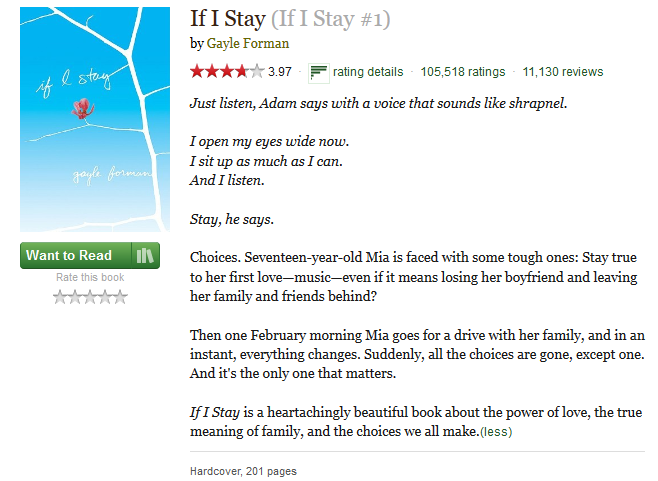 if I stay
gayle forman
Want to Read
Rate this book
If I Stay (If I Stay #1)
by Gayle Forman
3.97 · rating details · 105,518 ratings · 11,130 reviews
Just listen, Adam says with a voice that sounds like shrapnel.
I open my eyes wide now.
I sit up as much as I can.
And I listen.
Stay, he says.
Choices. Seventeen-year-old Mia is faced with some tough ones: Stay true
to her first love—music—even if it means losing her boyfriend and leaving
her family and friends behind?
Then one February morning Mia goes for a drive with her family, and in an
instant, everything changes. Suddenly, all the choices are gone, except one.
And it's the only one that matters.
If I Stay is a heartachingly beautiful book about the power of love, the true
meaning of family, and the choices we all make.(less)
Hardcover, 201 pages